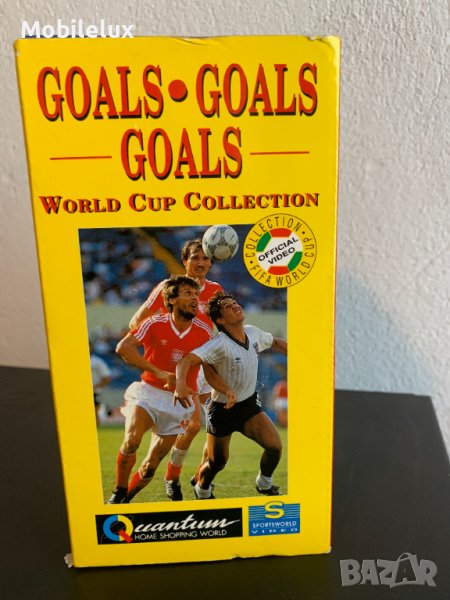 Mobilelux
GOALS • GOALS
GOALS
WORLD CUP COLLECTION
• COLLECTION •
FIFA WORLD CUP
OFFICIAL
VIDEO
Quantum
HOME SHOPPING WORLD
S
SPORTSWORLD
VIDEO
BAZAR